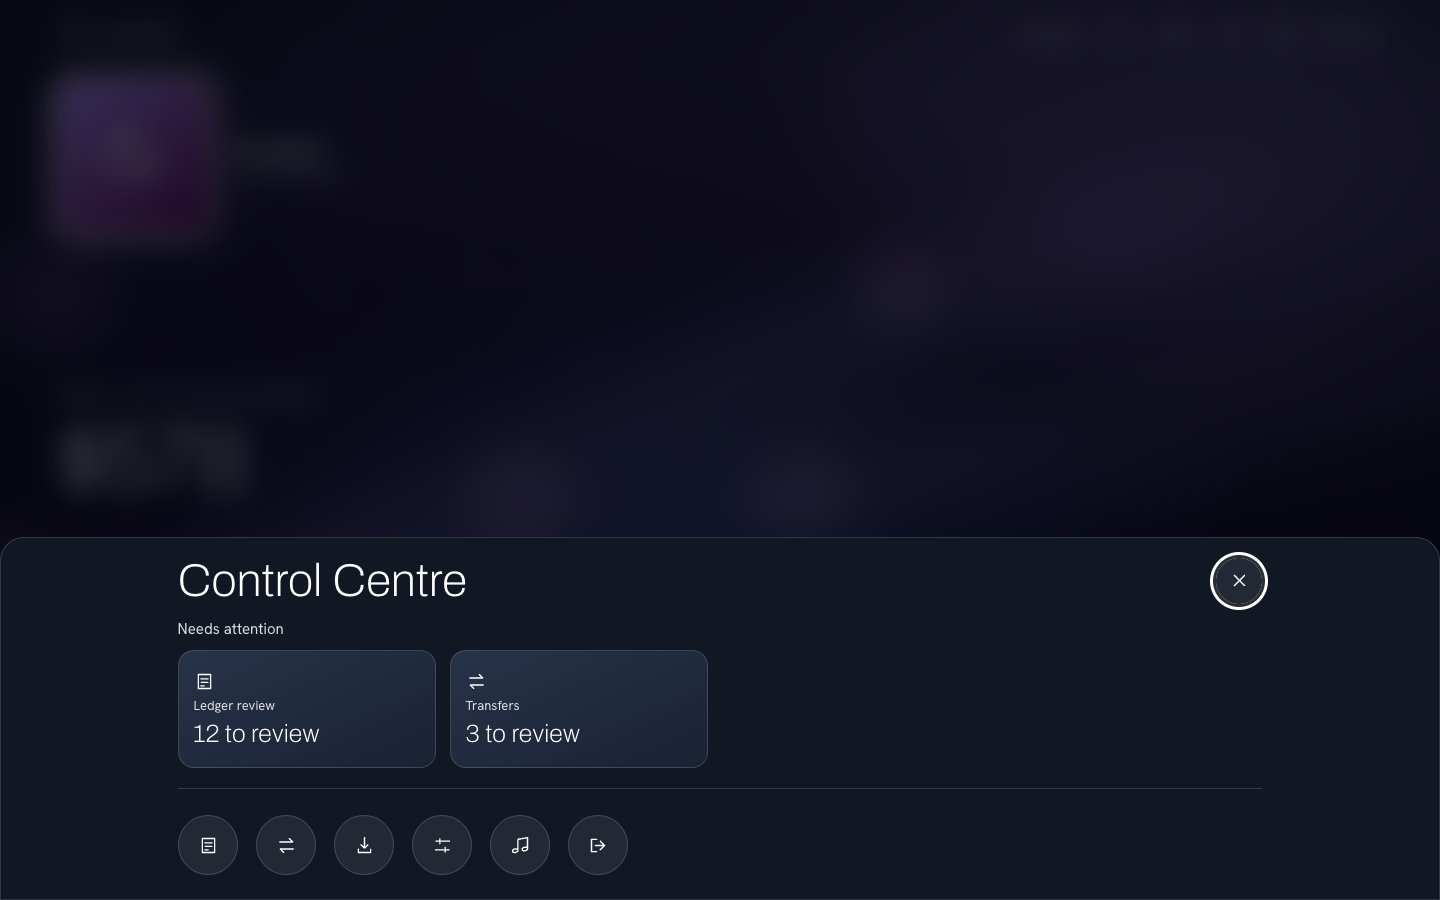 Control Centre
Needs attention
Ledger review
12 to review
Transfers
3 to review